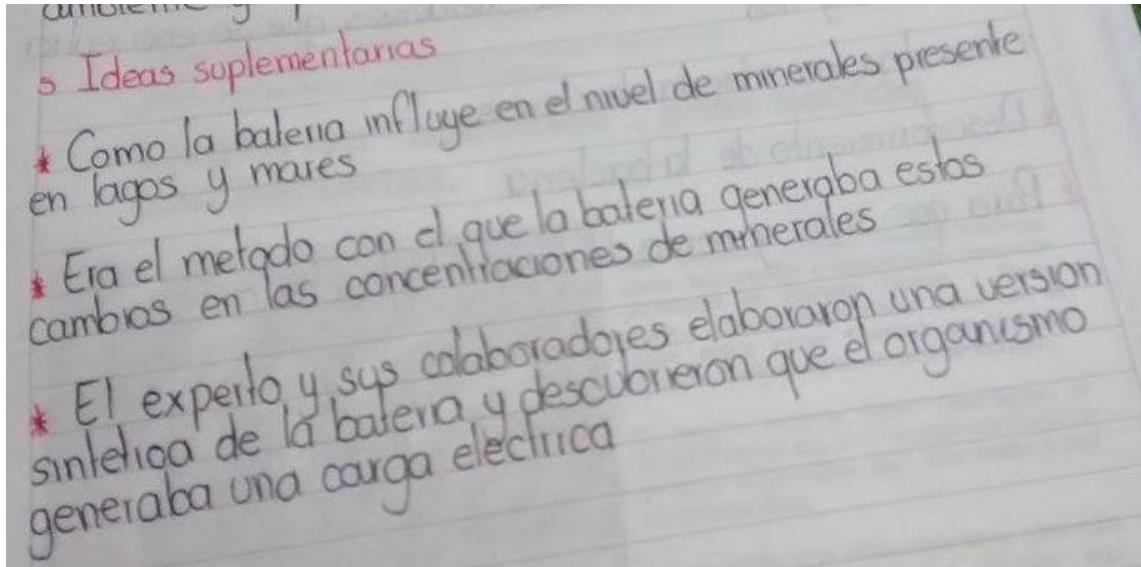 s Ideas suplementarias
* Como la bateria influye en el nivel de minerales presente
en lagos y mares
* Era el metodo con el que la bateria generaba estos
cambios en las concentraciones de minerales
* El experto y sus colaboradores elaboraron una version
sintetica de la bateria y descubrieron que el organismo
generaba una carga electrica